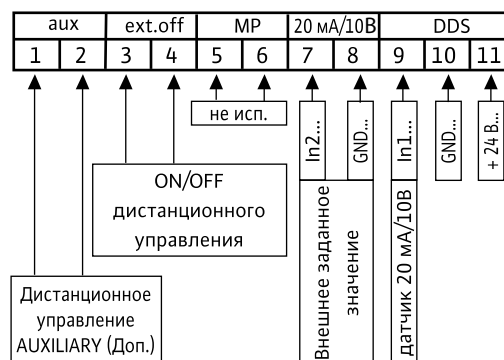 aux ext.off MP 20 мА/10В DDS
1 2 3 4 5 6 7 8 9 10 11
не исп.
In2...
GND...
In1...
GND...
+ 24 В...
ON/OFF
дистанционного
управления
Внешнее заданное
значение
датчик 20 мА/10В
Дистанционное
управление
AUXILIARY (Доп.)